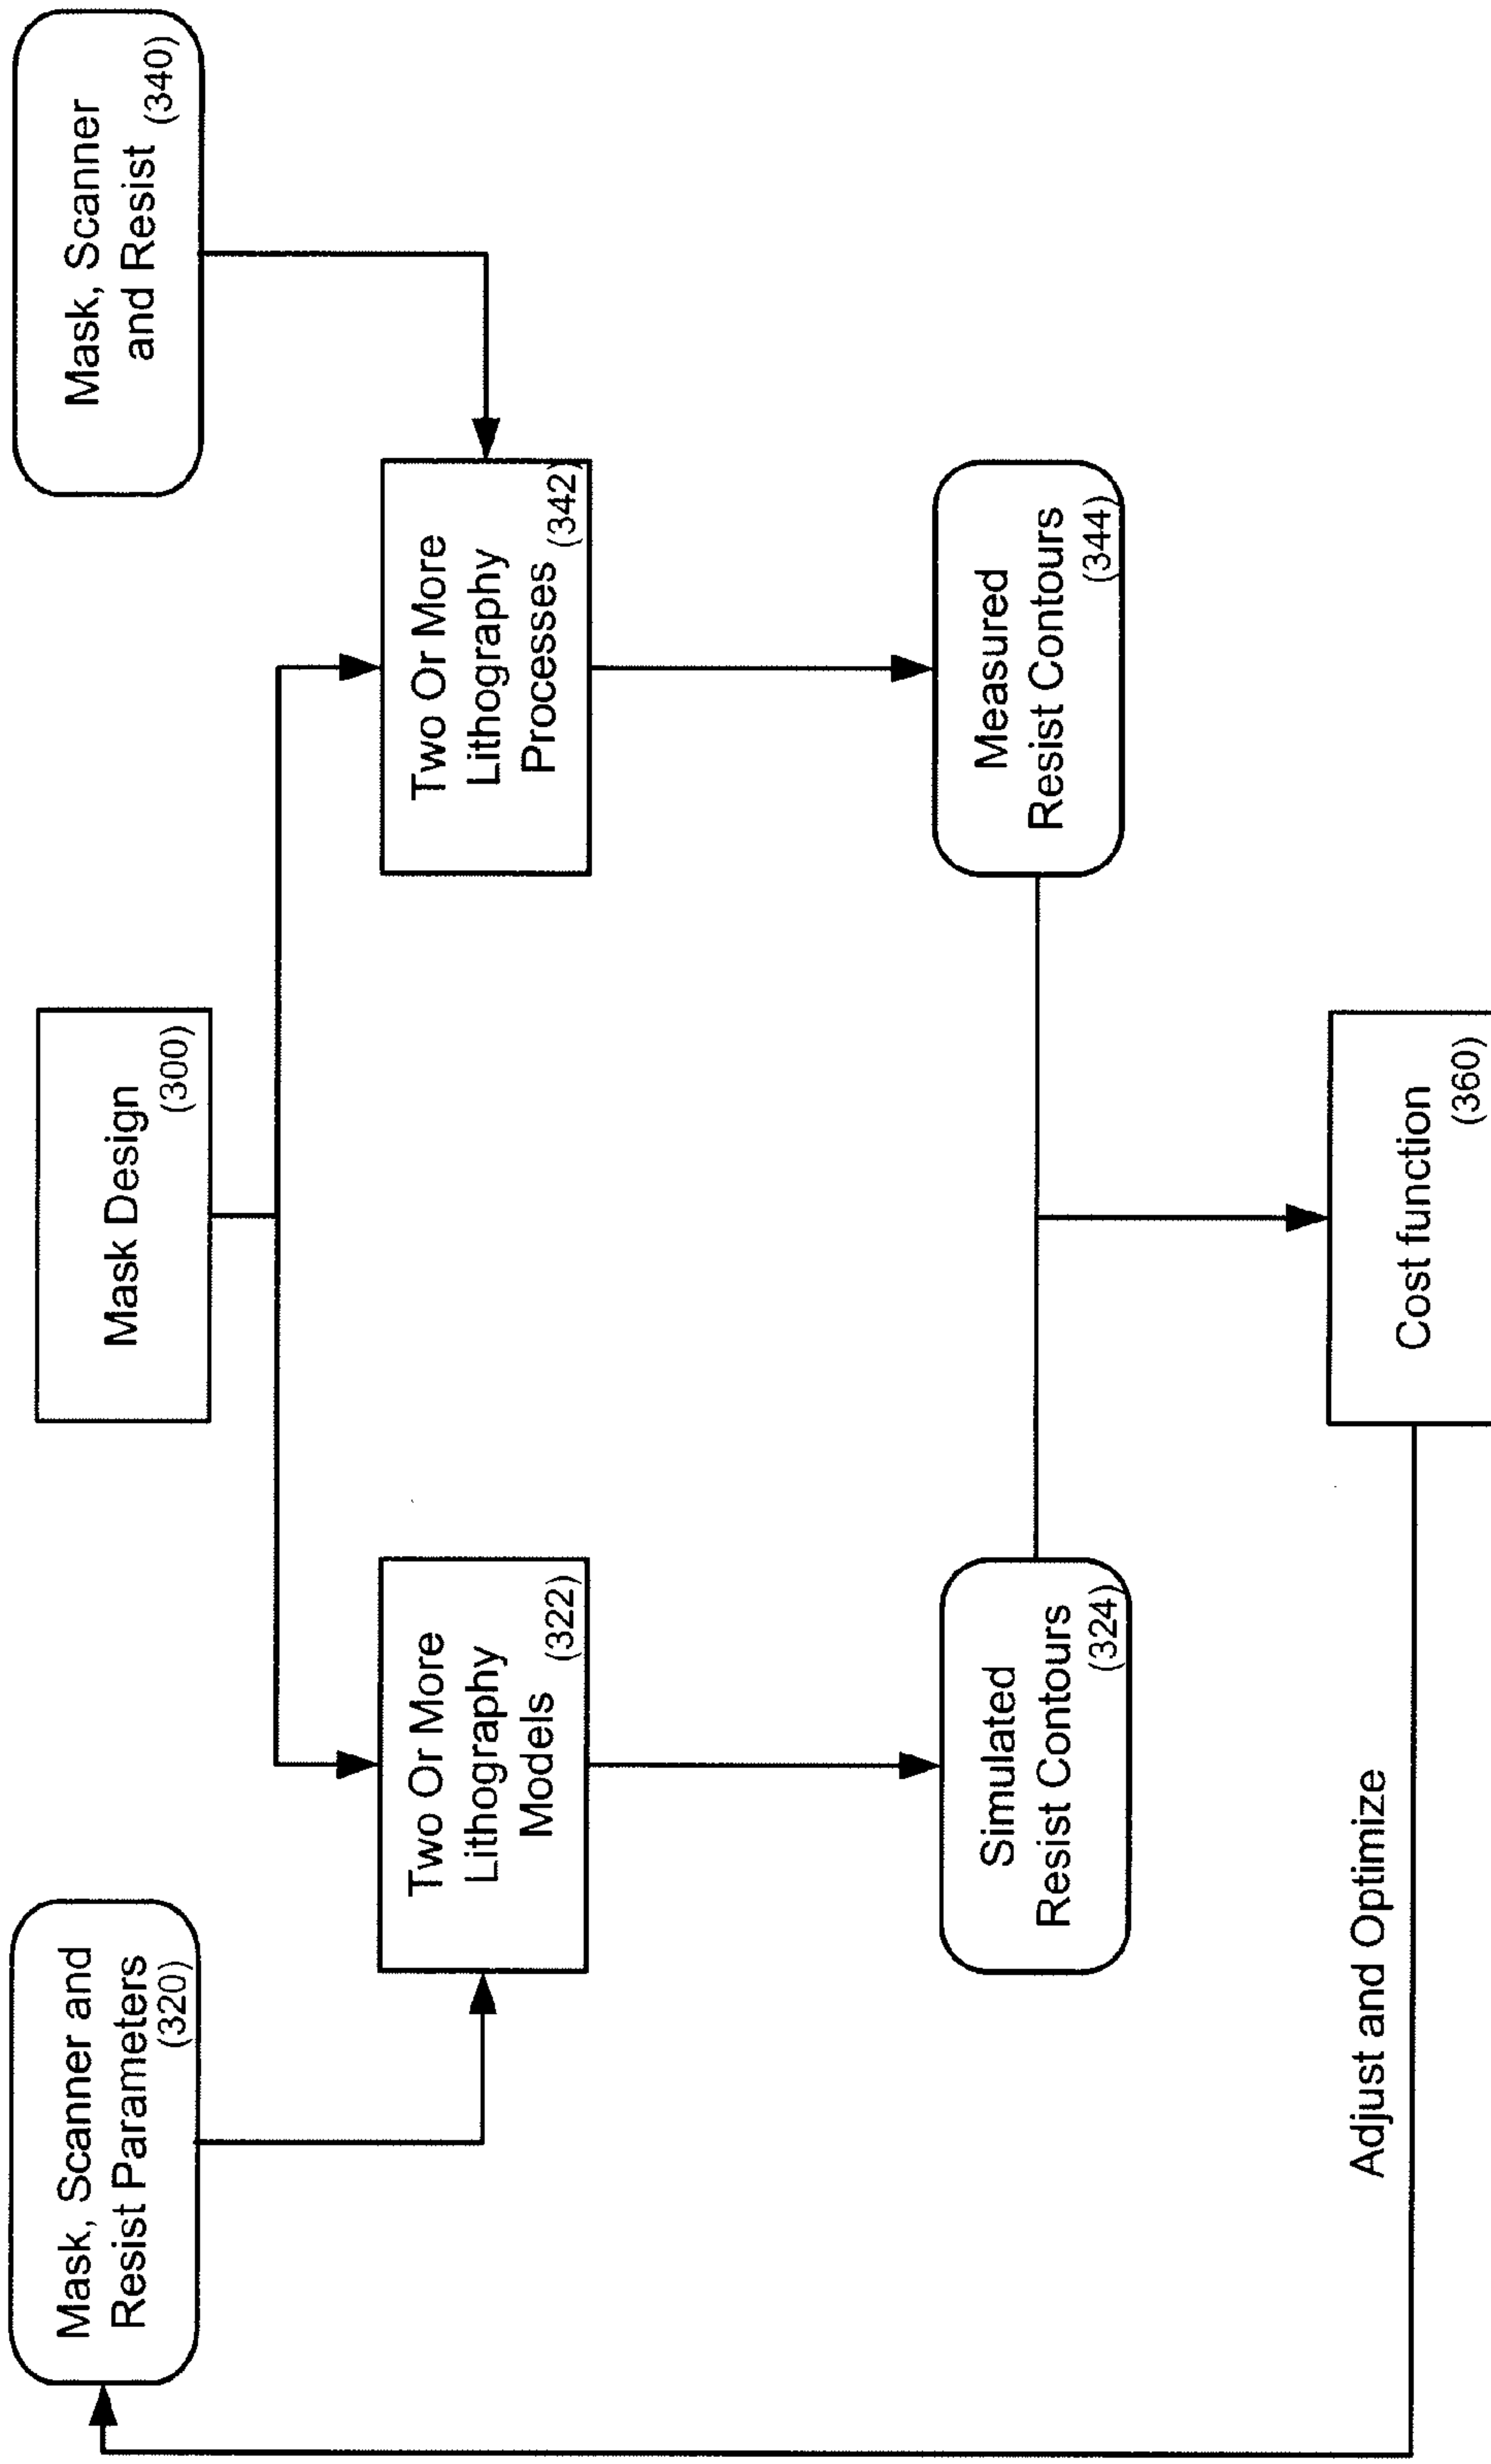 Mask, Scanner and
Resist Parameters
(320)
Mask Design
(300)
Mask, Scanner
and Resist
(340)
Two Or More
Lithography
Models
(322)
Two Or More
Lithography
Processes
(342)
Simulated
Resist Contours
(324)
Measured
Resist Contours
(344)
Adjust and Optimize
Cost function
(360)